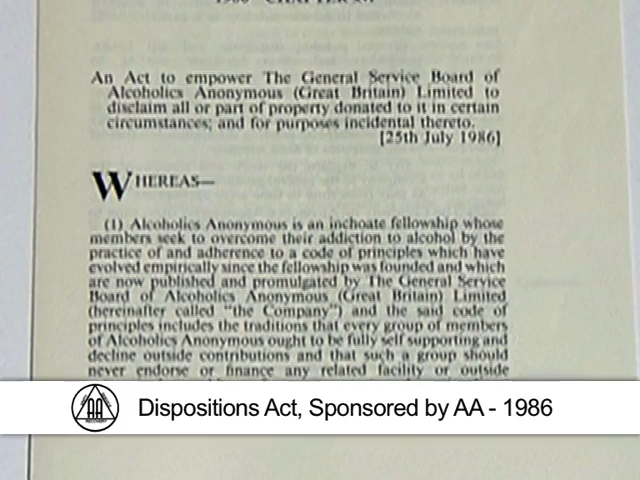 An Act to empower The General Service Board of
Alcoholics Anonymous (Great Britain) Limited to
disclaim all or part of property donated to it in certain
circumstances; and for purposes incidental thereto.
[25th July 1986]
WHEREAS—
(1) Alcoholics Anonymous is an inchoate fellowship whose
members seek to overcome their addiction to alcohol by the
practice of and adherence to a code of principles which have
evolved empirically since the fellowship was founded and which
are now published and promulgated by The General Service
Board of Alcoholics Anonymous (Great Britain) Limited
(hereinafter called "the Company") and the said code of
principles includes the traditions that every group of members
of Alcoholics Anonymous ought to be fully self supporting and
decline outside contributions and that such a group should
never endorse or finance any related facility or outside
AA
Dispositions Act, Sponsored by AA - 1986